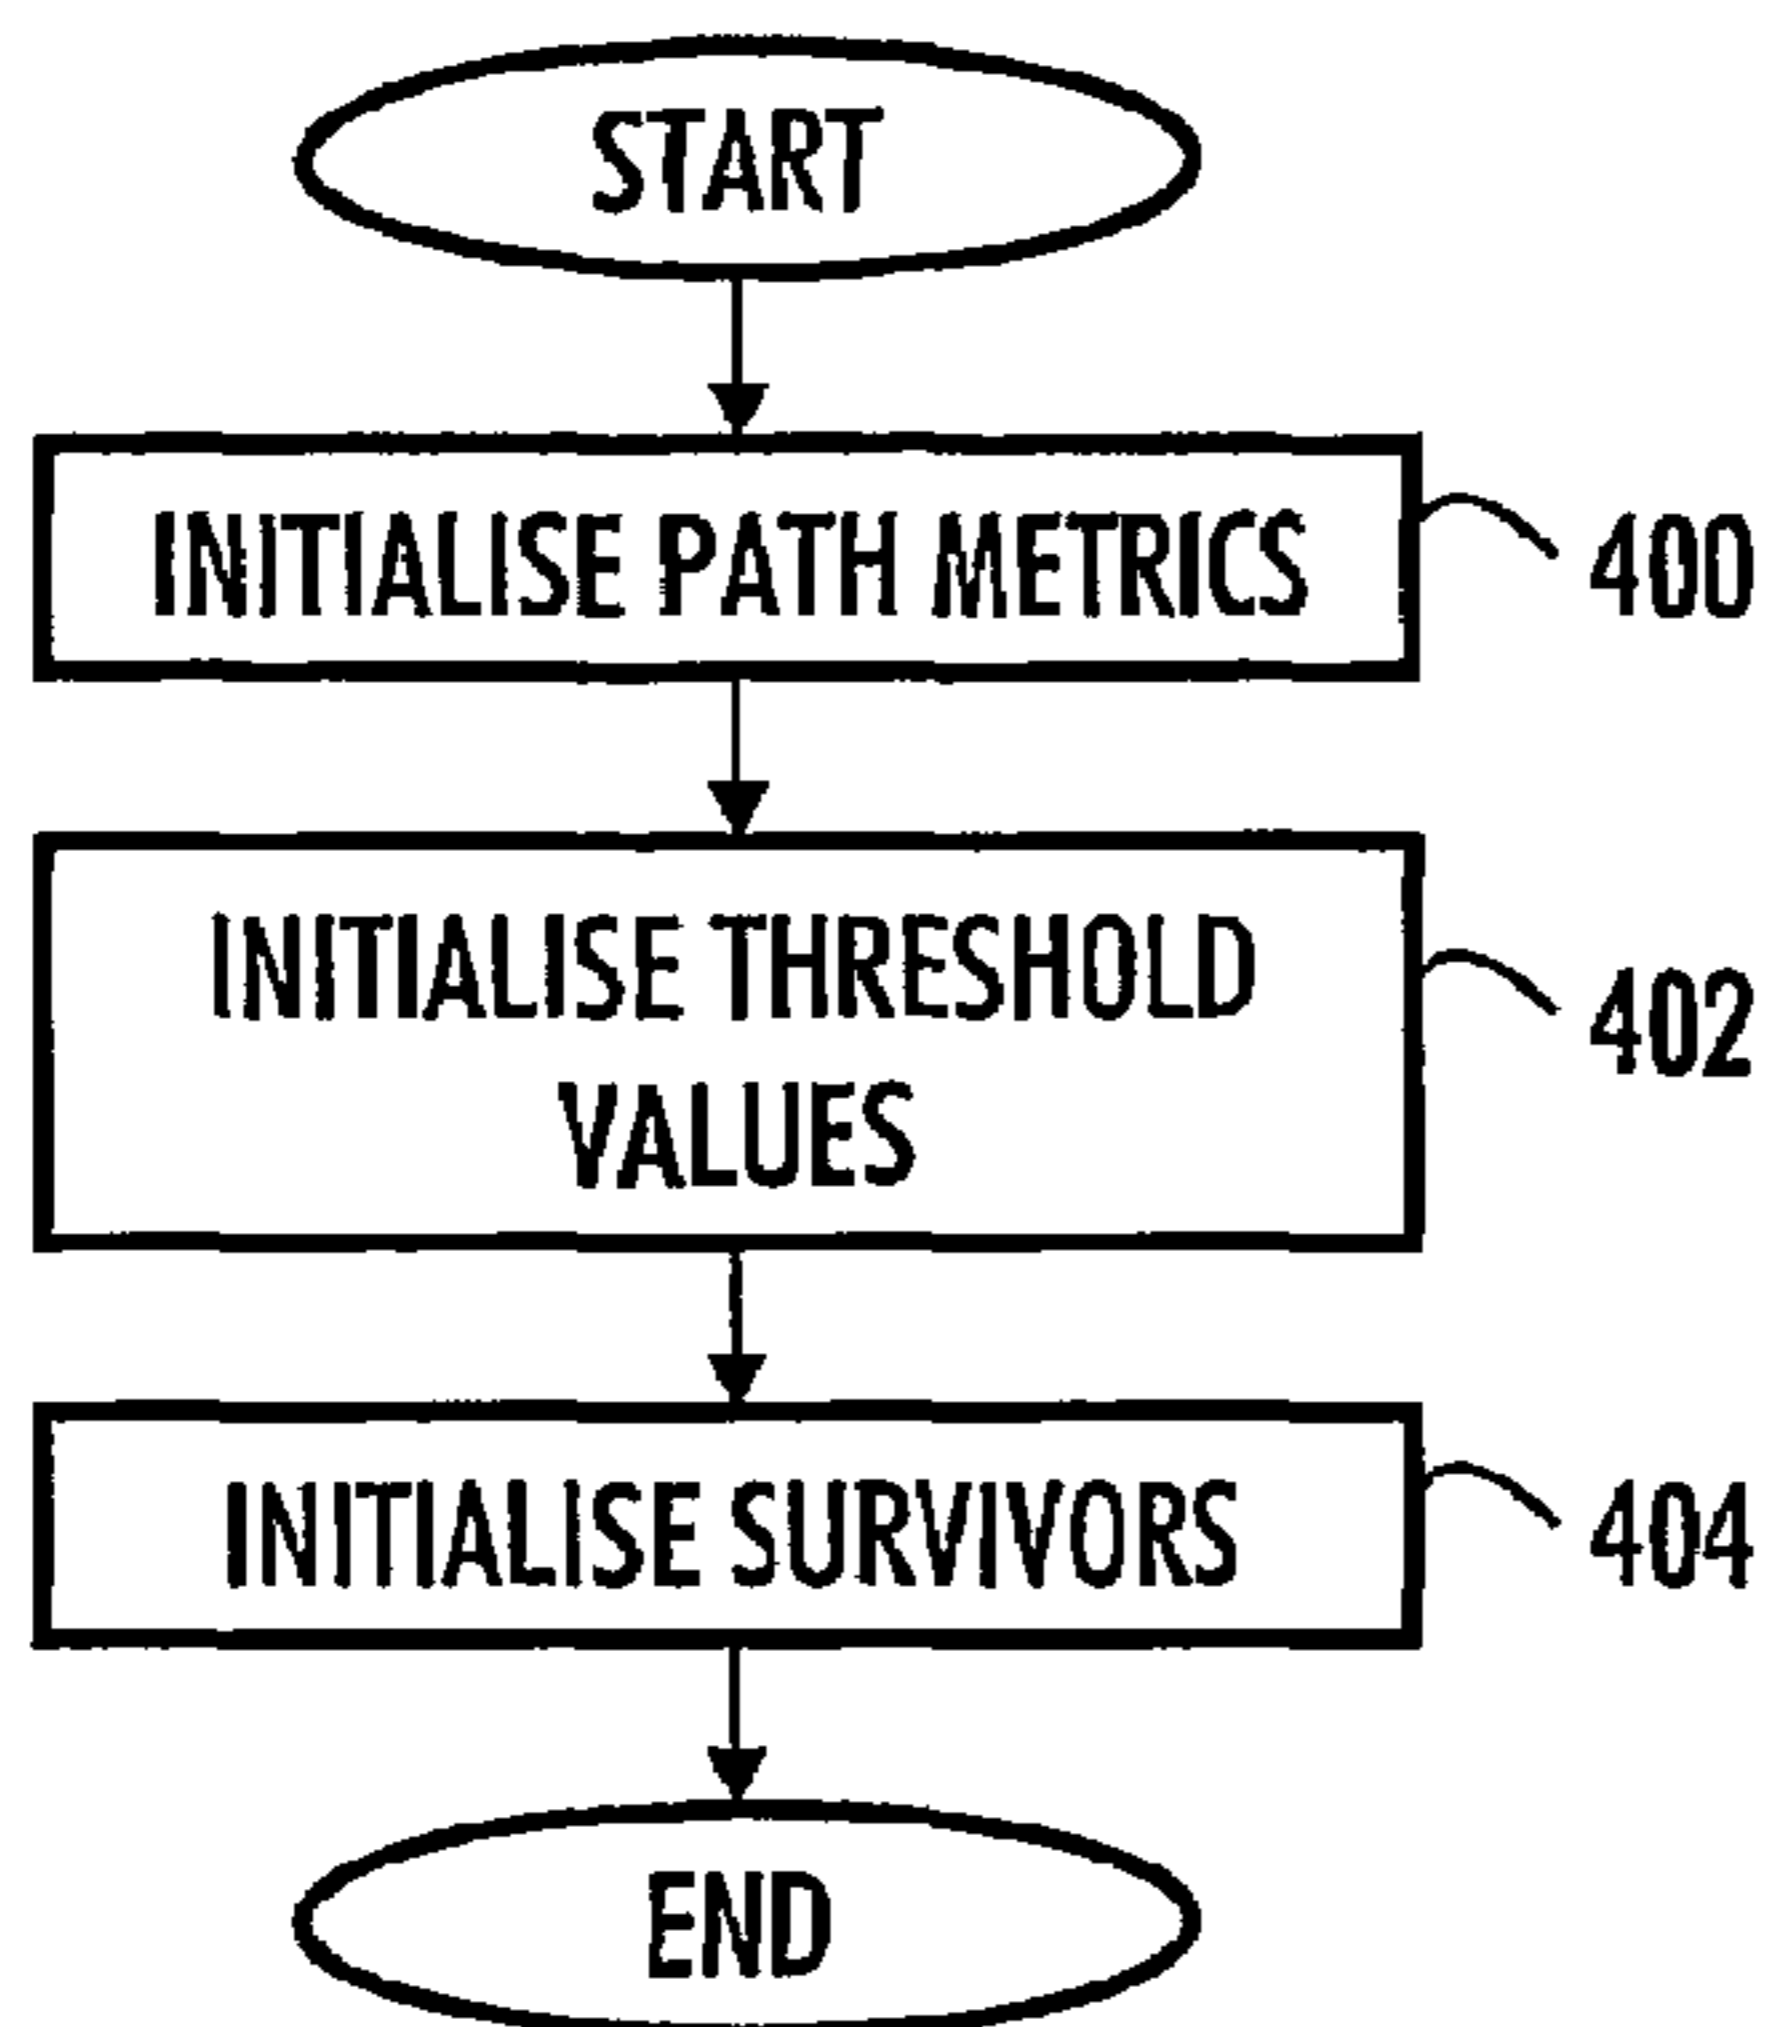 START
INITIALISE PATH METRICS
400
INITIALISE THRESHOLD
VALUES
402
INITIALISE SURVIVORS
404
END